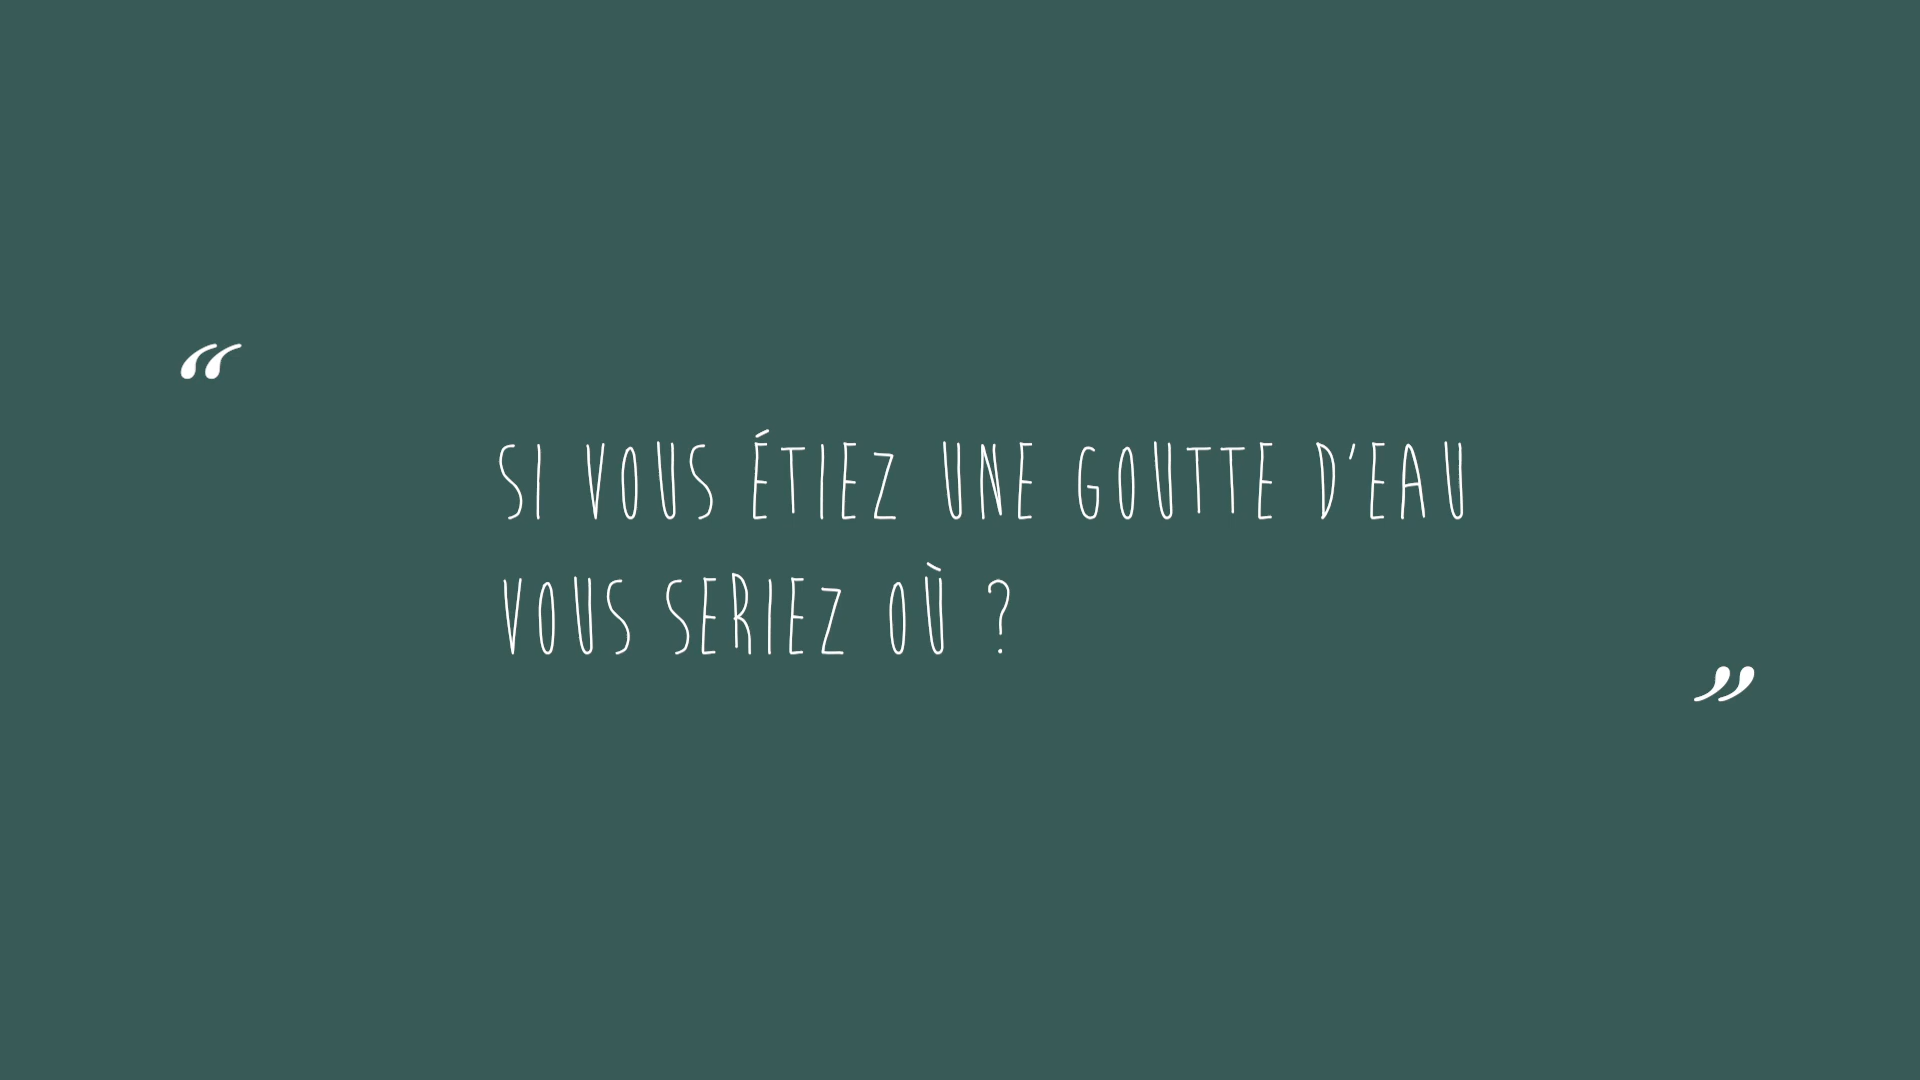 “
SI VOUS ÉTIEZ UNE GOUTTE D’EAU
VOUS SERIEZ OÙ ?
”